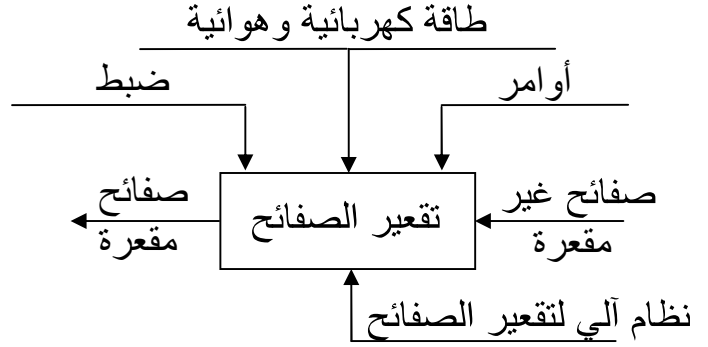 طاقة كهربائية وهوائية
أوامر
ضبط
صفائح غير
مقعرة
تقعير الصفائح
صفائح
مقعرة
نظام آلي لتقعير الصفائح